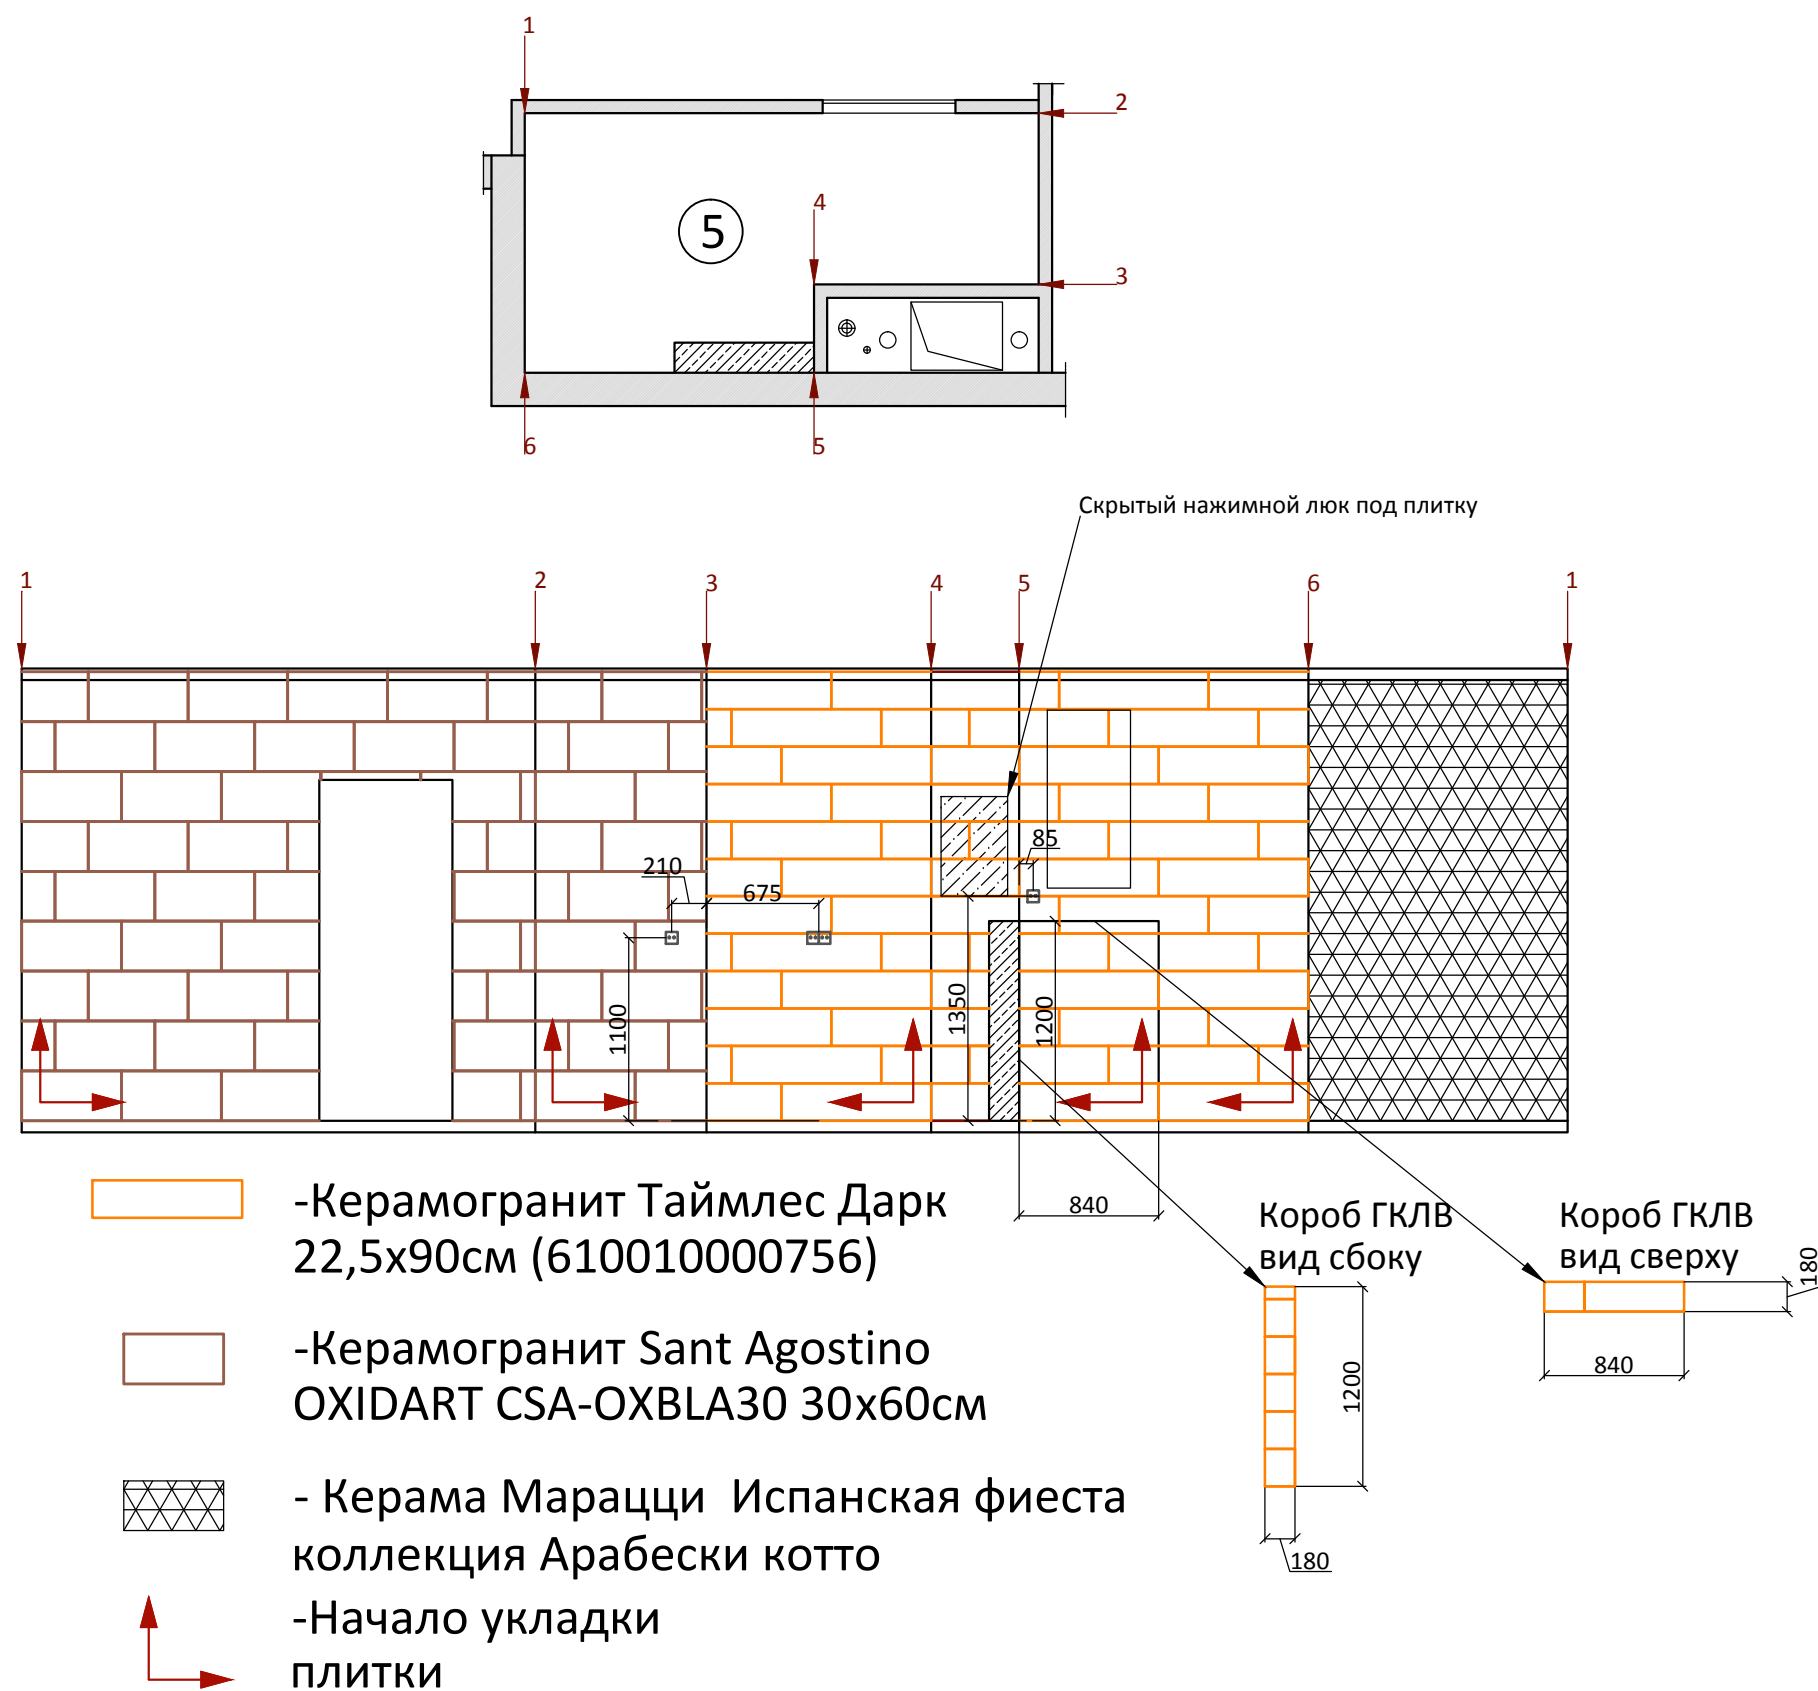 1
2
4
5
3
6
5
Скрытый нажимной люк под плитку
1
2
3
4
5
6
1
85
210
675
1100
1350
1200
840
-Керамогранит Таймлес Дарк
22,5х90см (610010000756)
Короб ГКЛВ
вид сбоку
Короб ГКЛВ
вид сверху
180
840
1200
180
-Керамогранит Sant Agostino
OXIDART CSA-OXBLA30 30х60см
- Керама Марацци  Испанская фиеста
коллекция Арабески котто
-Начало укладки
плитки